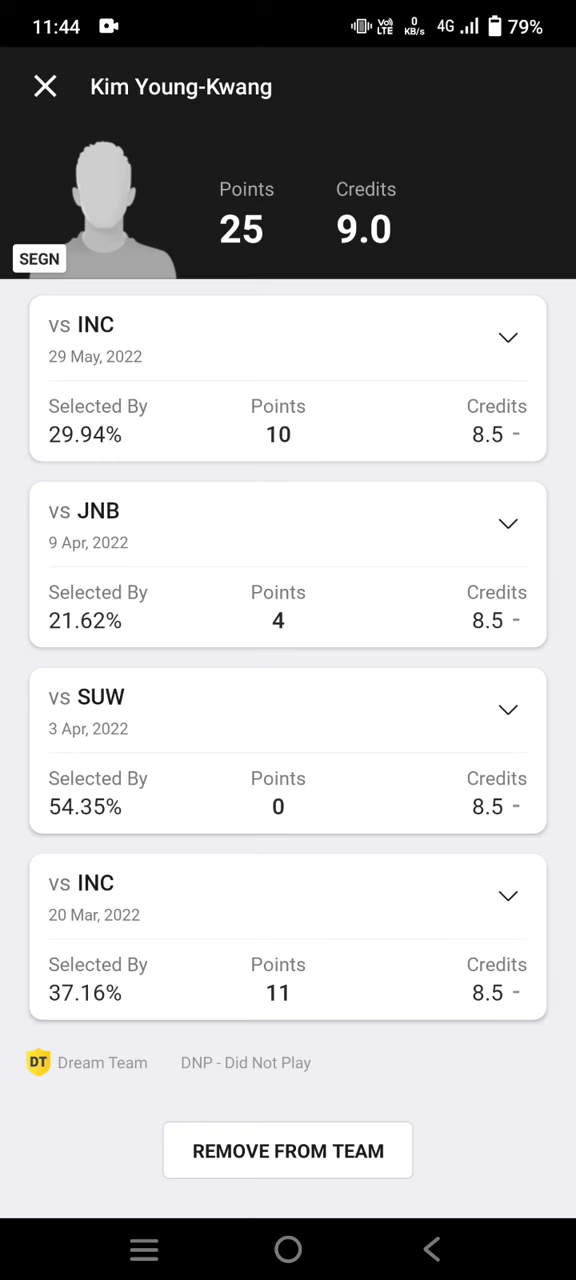 11:44 Vo) LTE 0 KB/s 4G 79%
Kim Young-Kwang
Points Credits
25 9.0
SEGN
vs INC
29 May, 2022
Selected By Points Credits
29.94% 10 8.5 -
vs JNB
9 Apr, 2022
Selected By Points Credits
21.62% 4 8.5 -
vs SUW
3 Apr, 2022
Selected By Points Credits
54.35% 0 8.5 -
vs INC
20 Mar, 2022
Selected By Points Credits
37.16% 11 8.5 -
DT Dream Team DNP - Did Not Play
REMOVE FROM TEAM